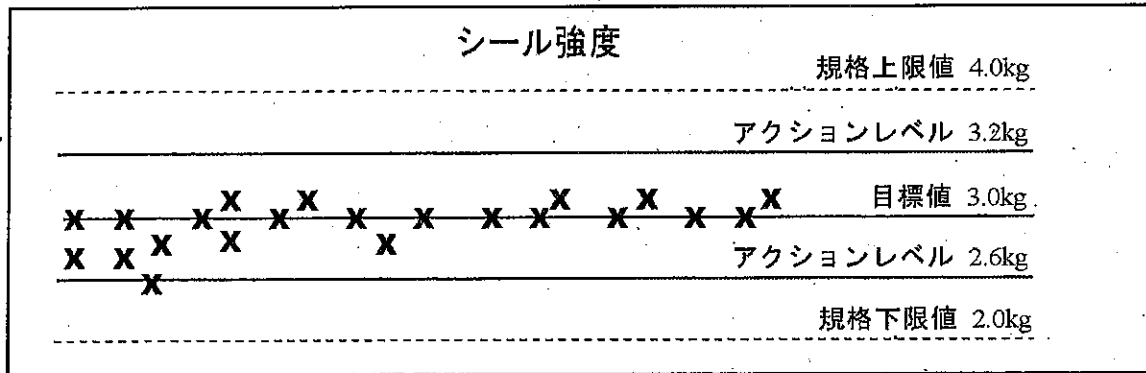 シール強度
規格上限値 4.0kg
アクションレベル 3.2kg
目標値 3.0kg
アクションレベル 2.6kg
規格下限値 2.0kg